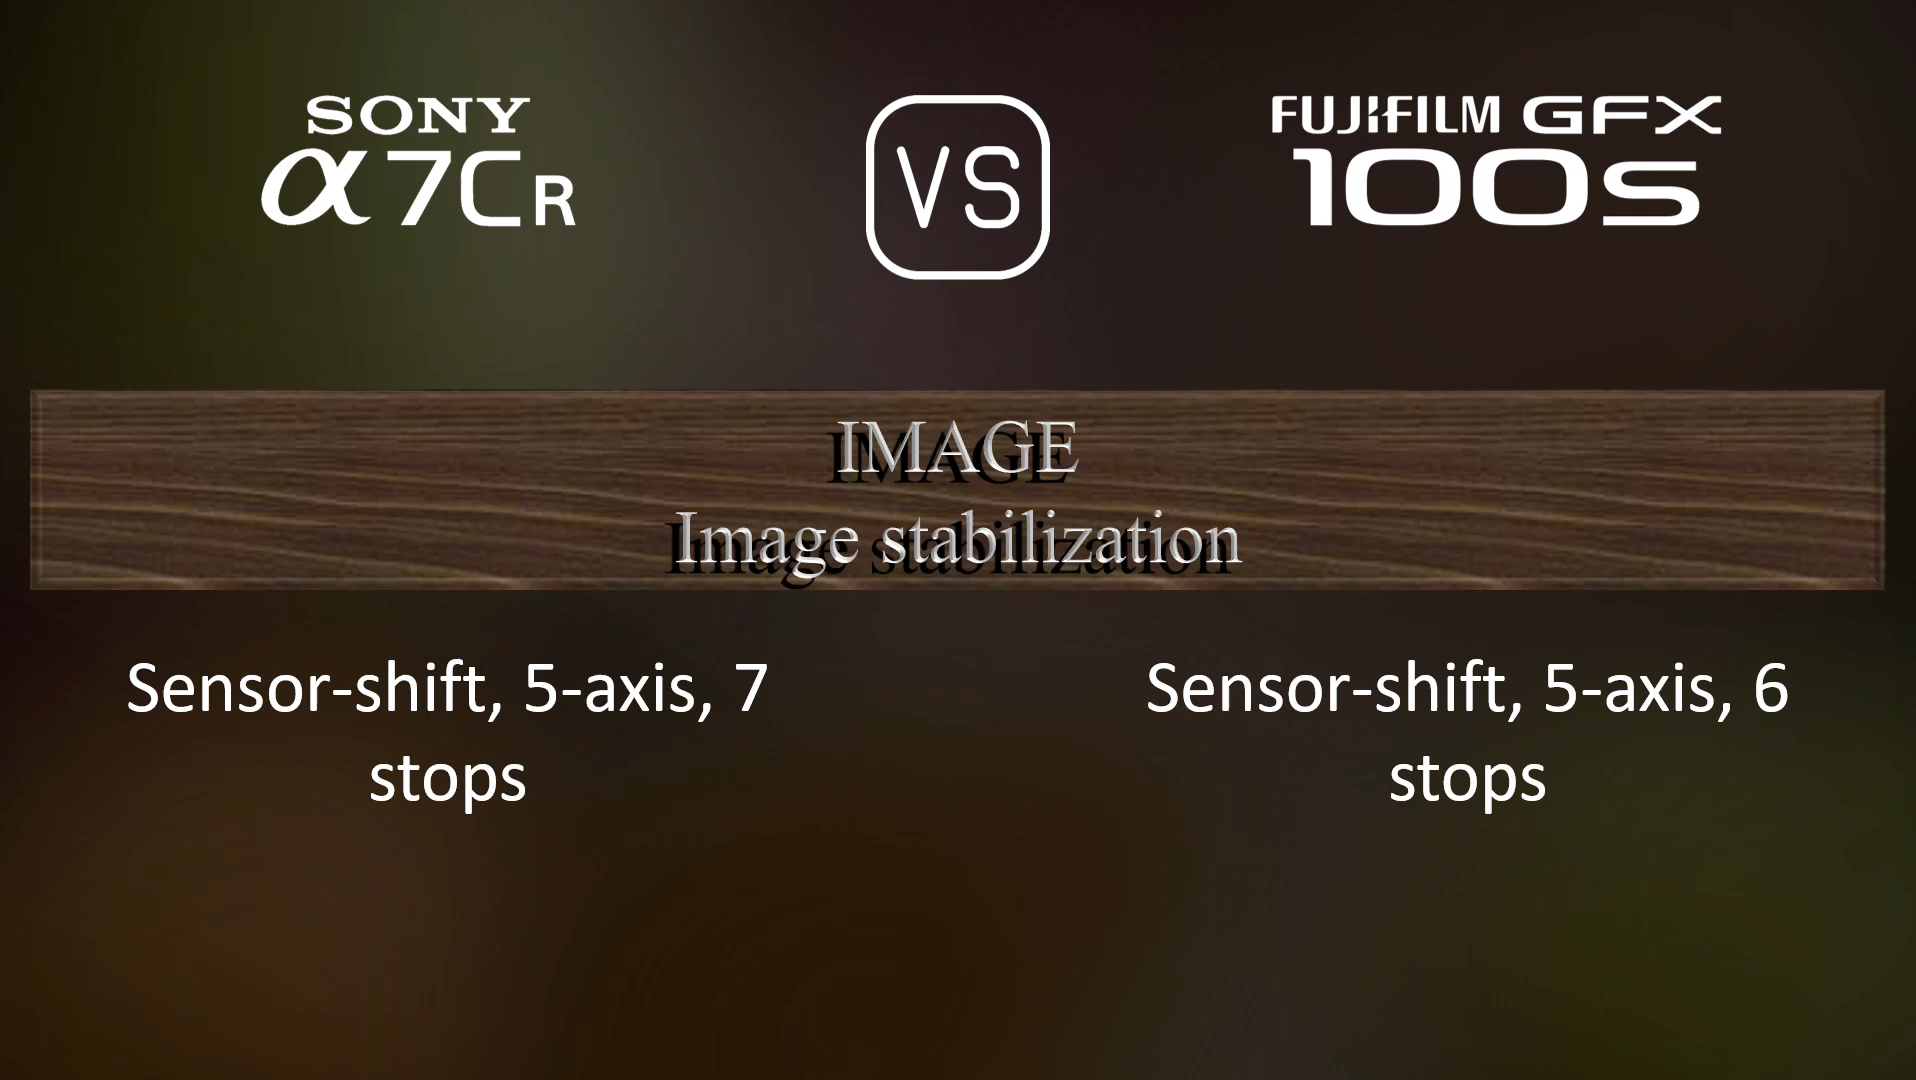 SONY
α7CR
VS
FUJIFILM GFX
100S
IMAGE
Image stabilization
Sensor-shift, 5-axis, 7
stops
Sensor-shift, 5-axis, 6
stops